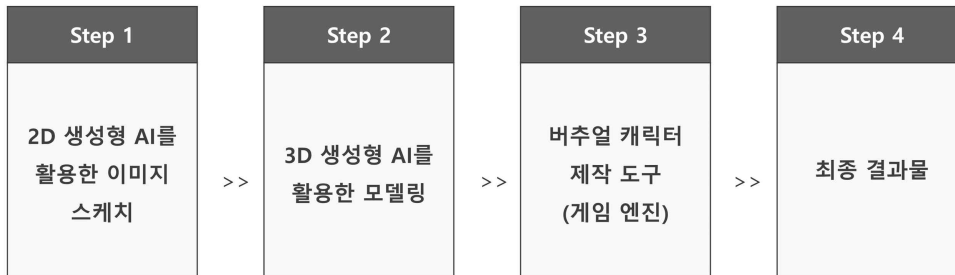 Step 1
2D 생성형 AI를
활용한 이미지
스케치
>>
Step 2
3D 생성형 AI를
활용한 모델링
>>
Step 3
버추얼 캐릭터
제작 도구
(게임 엔진)
>>
Step 4
최종 결과물